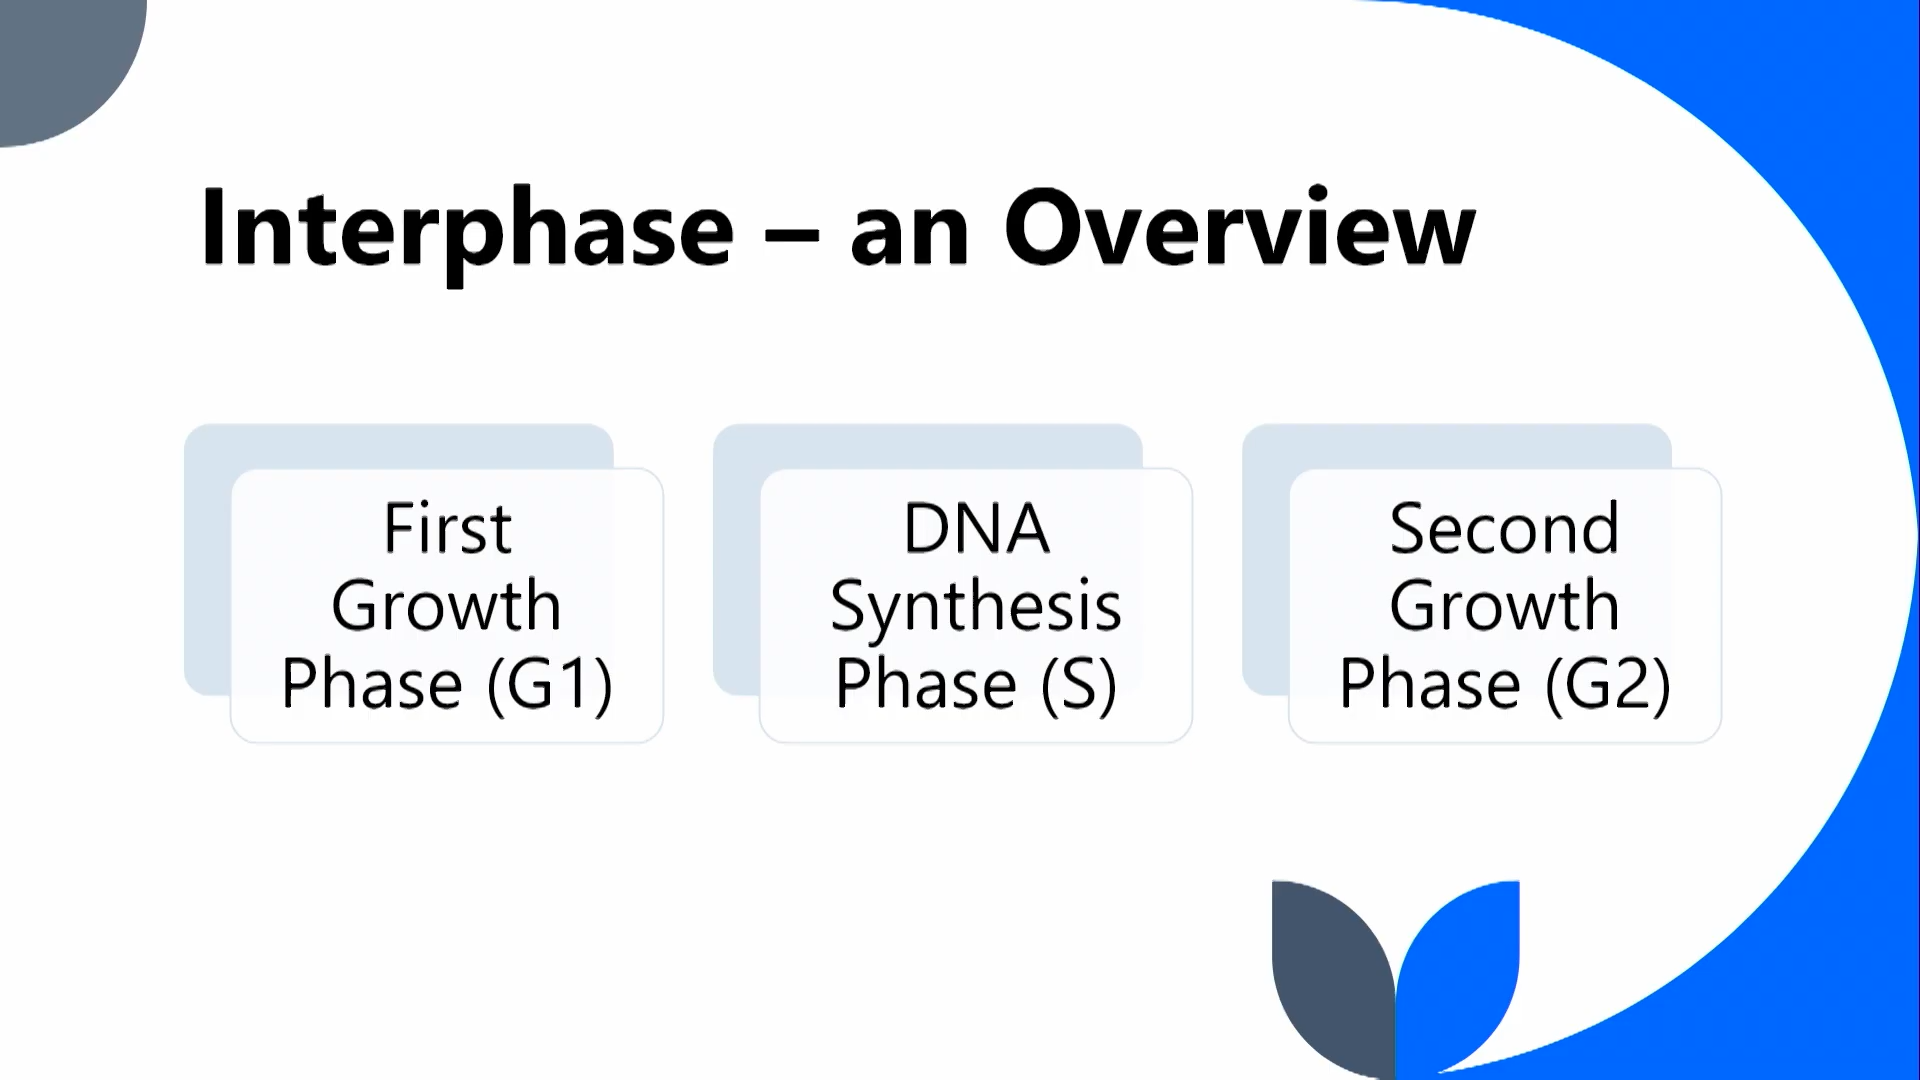 Interphase – an Overview
First
Growth
Phase (G1)
DNA
Synthesis
Phase (S)
Second
Growth
Phase (G2)